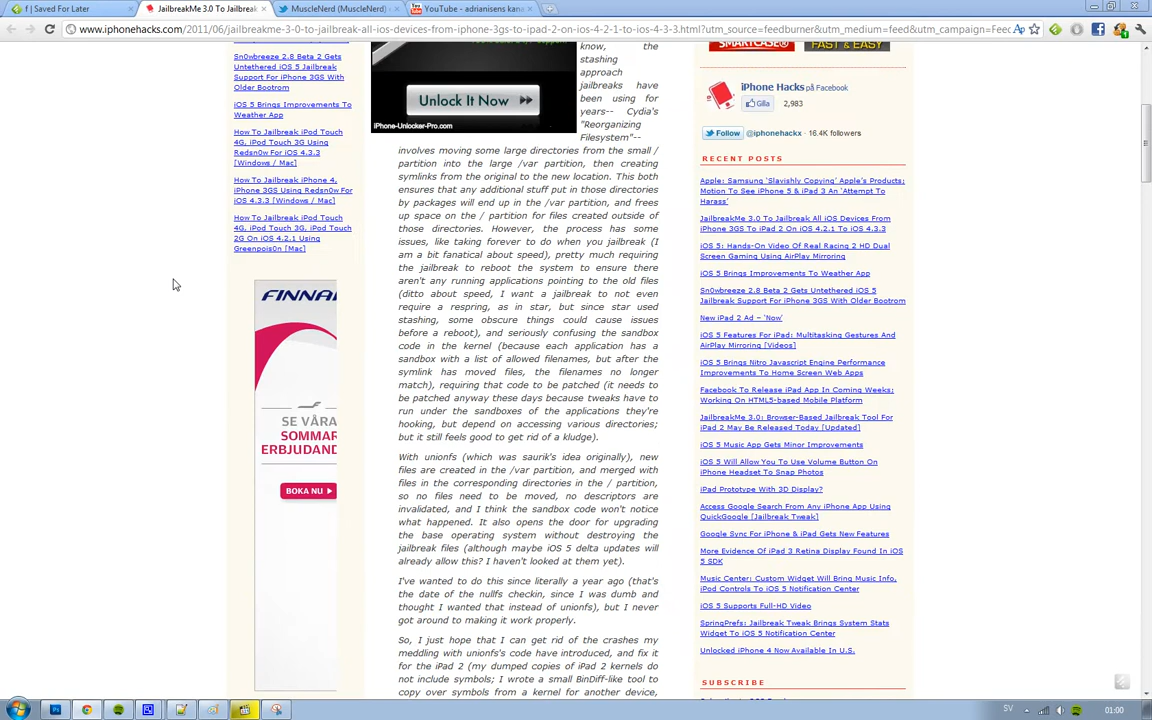 f | Saved For Later
JailbreakMe 3.0 To Jailbreak
MuscleNerd (MuscleNerd)
YouTube - adrianisens kana
www.iphonehacks.com/2011/06/jailbreakme-3-0-to-jailbreak-all-ios-devices-from-iphone-3gs-to-ipad-2-on-ios-4-2-1-to-ios-4-3-3.html?utm_source=feedburner&utm_medium=feed&utm_campaign=Feec
Sn0wbreeze 2.8 Beta 2 Gets
Untethered iOS 5 Jailbreak
Support For iPhone 3GS With
Older Bootrom
iOS 5 Brings Improvements To
Weather App
How To Jailbreak iPod Touch
4G, iPod Touch 3G Using
Redsn0w For iOS 4.3.3
[Windows / Mac]
How To Jailbreak iPhone 4,
iPhone 3GS Using Redsn0w For
iOS 4.3.3 [Windows / Mac]
How To Jailbreak iPod Touch
4G, iPod Touch 3G, iPod Touch
2G On iOS 4.2.1 Using
Greenpois0n [Mac]
FINNAI
SE VÅRA
SOMMAR
ERBJUDAND
BOKA NU
Unlock It Now
iPhone-Unlocker-Pro.com
know, the
stashing
approach
jailbreaks have
been using for
years-- Cydia's
"Reorganizing
Filesystem"--
involves moving some large directories from the small /
partition into the large /var partition, then creating
symlinks from the original to the new location. This both
ensures that any additional stuff put in those directories
by packages will end up in the /var partition, and frees
up space on the / partition for files created outside of
those directories. However, the process has some
issues, like taking forever to do when you jailbreak (I
am a bit fanatical about speed), pretty much requiring
the jailbreak to reboot the system to ensure there
aren't any running applications pointing to the old files
(ditto about speed, I want a jailbreak to not even
require a respring, as in star, but since star used
stashing, some obscure things could cause issues
before a reboot), and seriously confusing the sandbox
code in the kernel (because each application has a
sandbox with a list of allowed filenames, but after the
symlink has moved files, the filenames no longer
match), requiring that code to be patched (it needs to
be patched anyway these days because tweaks have to
run under the sandboxes of the applications they're
hooking, but depend on accessing various directories;
but it still feels good to get rid of a kludge).
With unionfs (which was saurik's idea originally), new
files are created in the /var partition, and merged with
files in the corresponding directories in the / partition,
so no files need to be moved, no descriptors are
invalidated, and I think the sandbox code won't notice
what happened. It also opens the door for upgrading
the base operating system without destroying the
jailbreak files (although maybe iOS 5 delta updates will
already allow this? I haven't looked at them yet).
I've wanted to do this since literally a year ago (that's
the date of the nullfs checkin, since I was dumb and
thought I wanted that instead of unionfs), but I never
got around to making it work properly.
So, I just hope that I can get rid of the crashes my
meddling with unionfs's code have introduced, and fix it
for the iPad 2 (my dumped copies of iPad 2 kernels do
not include symbols; I wrote a small BinDiff-like tool to
copy over symbols from a kernel for another device,
SMARTCASE! FAST & EASY
iPhone Hacks på Facebook
Gilla 2,983
Follow @iphonehackx · 16.4K followers
RECENT POSTS
Apple: Samsung 'Slavishly Copying' Apple's Products;
Motion To See iPhone 5 & iPad 3 An 'Attempt To
Harass'
JailbreakMe 3.0 To Jailbreak All iOS Devices From
iPhone 3GS To iPad 2 On iOS 4.2.1 To iOS 4.3.3
iOS 5: Hands-On Video Of Real Racing 2 HD Dual
Screen Gaming Using AirPlay Mirroring
iOS 5 Brings Improvements To Weather App
Sn0wbreeze 2.8 Beta 2 Gets Untethered iOS 5
Jailbreak Support For iPhone 3GS With Older Bootrom
New iPad 2 Ad – 'Now'
iOS 5 Features For iPad: Multitasking Gestures And
AirPlay Mirroring [Videos]
iOS 5 Brings Nitro Javascript Engine Performance
Improvements To Home Screen Web Apps
Facebook To Release iPad App In Coming Weeks;
Working On HTML5-based Mobile Platform
JailbreakMe 3.0: Browser-Based Jailbreak Tool For
iPad 2 May Be Released Today [Updated]
iOS 5 Music App Gets Minor Improvements
iOS 5 Will Allow You To Use Volume Button On
iPhone Headset To Snap Photos
iPad Prototype With 3D Display?
Access Google Search From Any iPhone App Using
QuickGoogle [Jailbreak Tweak]
Google Sync For iPhone & iPad Gets New Features
More Evidence Of iPad 3 Retina Display Found In iOS
5 SDK
Music Center: Custom Widget Will Bring Music Info,
iPod Controls To iOS 5 Notification Center
iOS 5 Supports Full-HD Video
SpringPrefs: Jailbreak Tweak Brings System Stats
Widget To iOS 5 Notification Center
Unlocked iPhone 4 Now Available In U.S.
SUBSCRIBE
SV
01:00